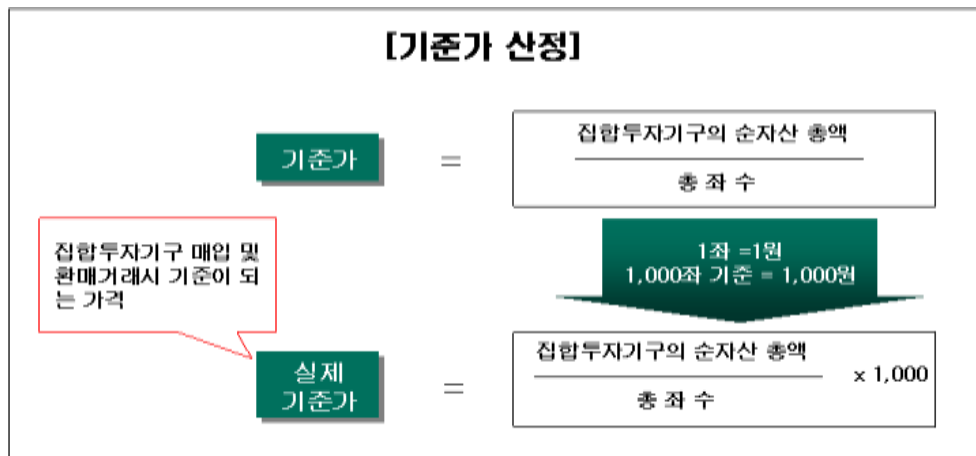 [기준가 산정]
기준가
=
집합투자기구의 순자산 총액
총 좌 수
집합투자기구 매입 및
환매거래시 기준이 되
는 가격
1좌 =1원
1,000좌 기준 = 1,000원
실제
기준가
=
집합투자기구의 순자산 총액
총 좌 수
x 1,000